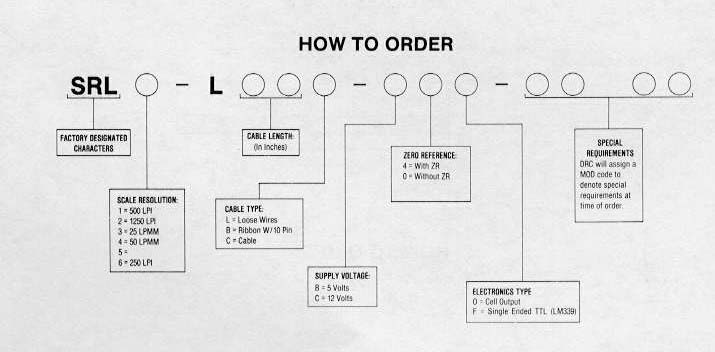 HOW TO ORDER
SRL – L – –
FACTORY DESIGNATED
CHARACTERS
CABLE LENGTH:
(In Inches)
SPECIAL
REQUIREMENTS
DRC will assign a
MOD code to
denote special
requirements at
time of order.
ZERO REFERENCE:
4 = With ZR
0 = Without ZR
SCALE RESOLUTION:
1 = 500 LPI
2 = 1250 LPI
3 = 25 LPMM
4 = 50 LPMM
5 =
6 = 250 LPI
CABLE TYPE:
L = Loose Wires
B = Ribbon W/10 Pin
C = Cable
SUPPLY VOLTAGE:
B = 5 Volts
C = 12 Volts
ELECTRONICS TYPE
O = Cell Output
F = Single Ended TTL (LM339)